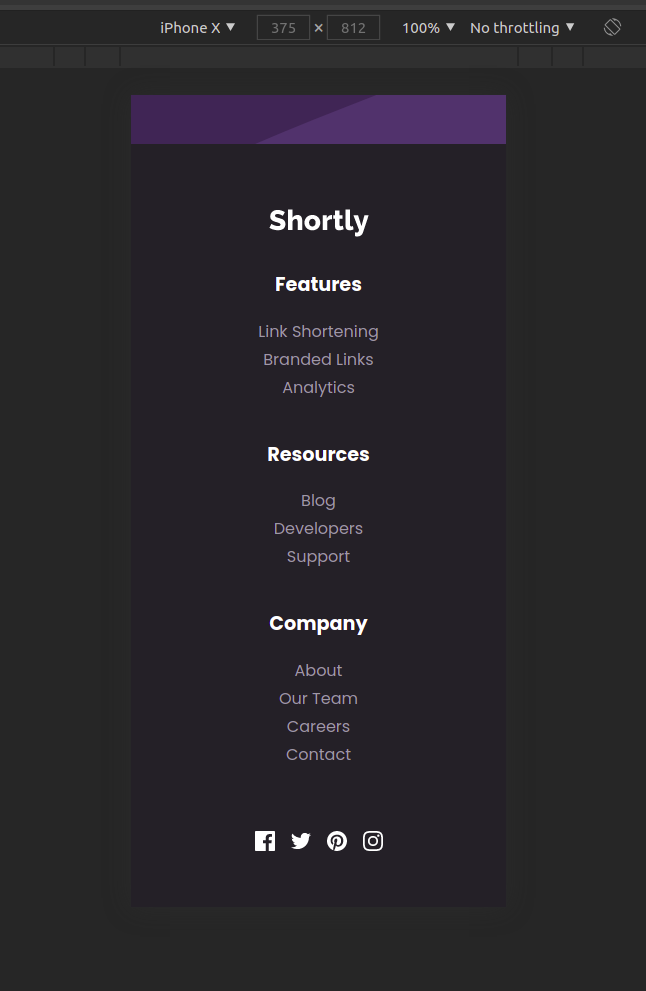 iPhone X ▼ 375 × 812 100% ▼ No throttling ▼
Shortly
Features
Link Shortening
Branded Links
Analytics
Resources
Blog
Developers
Support
Company
About
Our Team
Careers
Contact